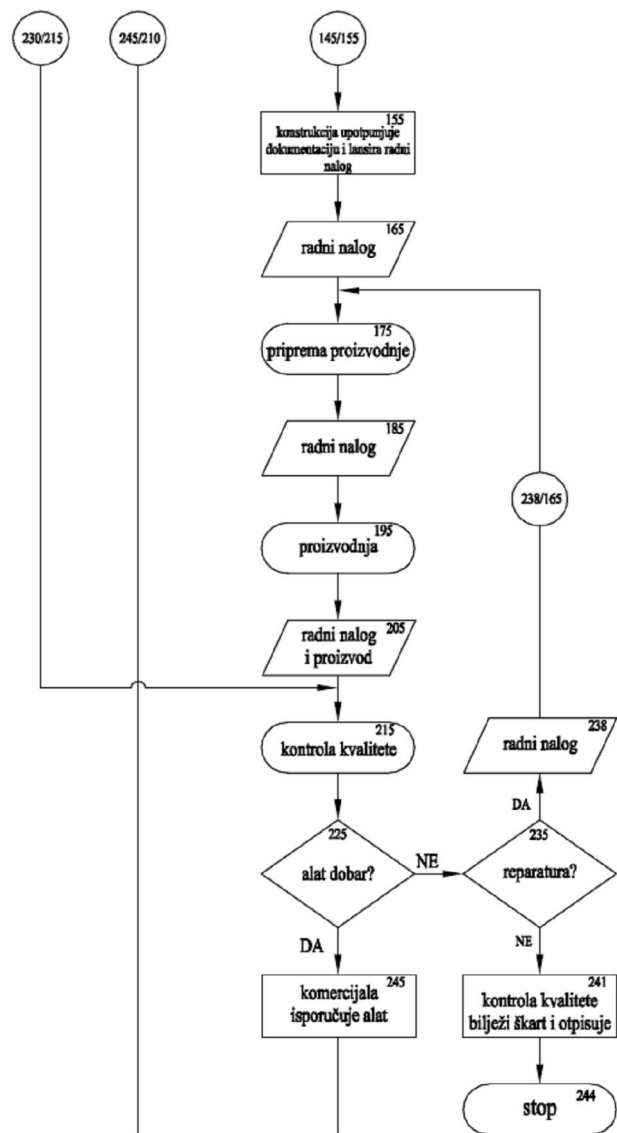 230/215
245/210
145/155
155
konstrukcija upotpunjuje
dokumentaciju i lansira radni
nalog
165
radni nalog
175
priprema proizvodnje
185
radni nalog
238/165
195
proizvodnja
205
radni nalog
i proizvod
215
kontrola kvalitete
238
radni nalog
DA
225
alat dobar?
NE
235
reparatura?
DA
NE
245
komercijala
isporučuje alat
241
kontrola kvalitete
bilježi škart i otpisuje
stop
244